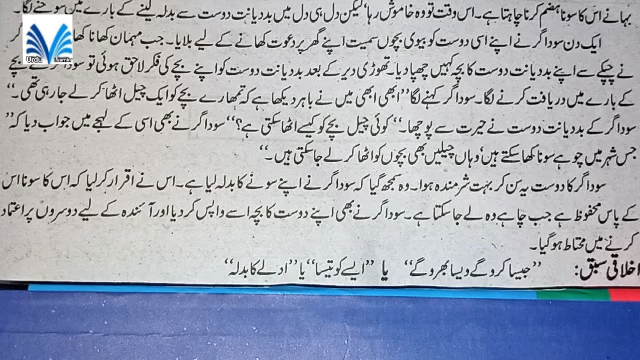 بہانے اس کا سونا ہضم کرنا چاہتا ہے۔ اس وقت تو وہ خاموش رہا، لیکن دل ہی دل میں بددیانت دوست سے بدلہ لینے کے بارے میں سوچنے لگا۔
ایک دن سوداگر نے اپنے اسی دوست کو بیوی بچوں سمیت اپنے گھر پر دعوت کھانے کے لیے بلایا۔ جب مہمان کھانا کھا
نے چپکے سے اپنے بددیانت دوست کا بچہ کہیں چھپا دیا۔ تھوڑی دیر کے بعد بددیانت دوست کو اپنے بچے کی فکر لاحق ہوئی تو سوداگر سے بچے
کے بارے میں دریافت کرنے لگا۔ سوداگر کہنے لگا ”ابھی ابھی میں نے باہر دیکھا ہے کہ تمھارے بچے کو ایک چیل اٹھا کر لے جا رہی تھی۔“
سوداگر کے بددیانت دوست نے حیرت سے پوچھا۔ ”کوئی چیل بچے کو کیسے اٹھا سکتی ہے؟“ سوداگر نے بھی اسی کے لہجے میں جواب دیا کہ ”
جس شہر میں چوہے سونا کھا سکتے ہیں وہاں چیلیں بھی بچوں کو اٹھا کر لے جا سکتی ہیں۔“
سوداگر کا دوست یہ سن کر بہت شرمندہ ہوا۔ وہ سمجھ گیا کہ سوداگر نے اپنے سونے کا بدلہ لیا ہے۔ اس نے اقرار کر لیا کہ اس کا سونا اس
کے پاس محفوظ ہے جب چاہے وہ لے جا سکتا ہے۔ سوداگر نے بھی اپنے دوست کا بچہ اسے واپس کر دیا اور آئندہ کے لیے دوسروں پر اعتماد
کرنے میں محتاط ہو گیا۔
اخلاقی سبق: ”جیسا کرو گے ویسا بھرو گے“ یا ”ایسے کو تیسا“ یا ”ادلے کا بدلہ“